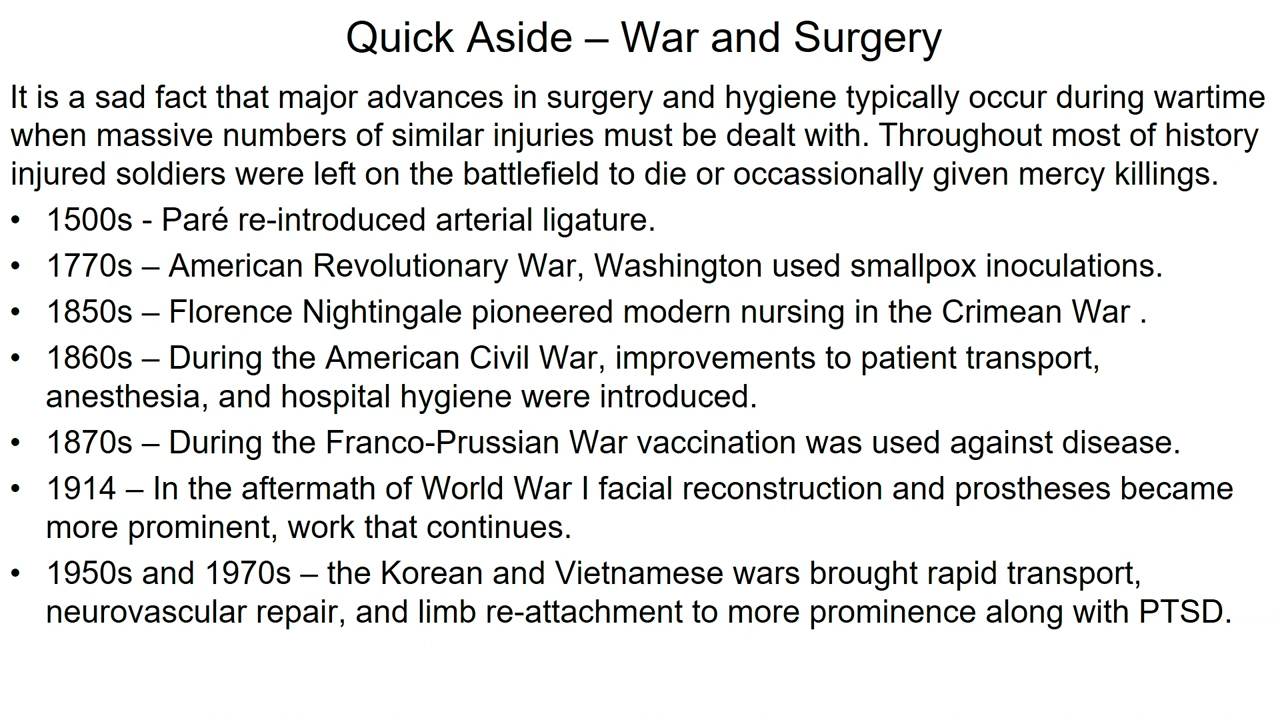 Quick Aside – War and Surgery
It is a sad fact that major advances in surgery and hygiene typically occur during wartime
when massive numbers of similar injuries must be dealt with. Throughout most of history
injured soldiers were left on the battlefield to die or occassionally given mercy killings.
• 1500s - Paré re-introduced arterial ligature.
• 1770s – American Revolutionary War, Washington used smallpox inoculations.
• 1850s – Florence Nightingale pioneered modern nursing in the Crimean War .
• 1860s – During the American Civil War, improvements to patient transport,
anesthesia, and hospital hygiene were introduced.
• 1870s – During the Franco-Prussian War vaccination was used against disease.
• 1914 – In the aftermath of World War I facial reconstruction and prostheses became
more prominent, work that continues.
• 1950s and 1970s – the Korean and Vietnamese wars brought rapid transport,
neurovascular repair, and limb re-attachment to more prominence along with PTSD.